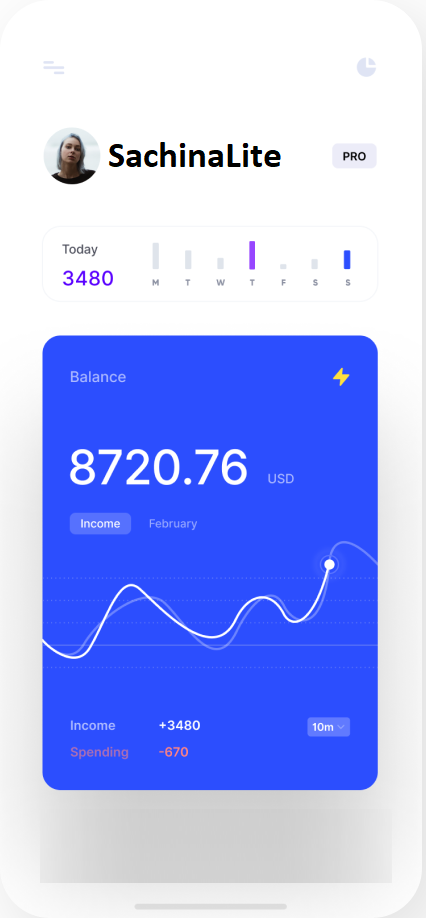 SachinaLite
PRO
Today
3480
M T W T F S S
Balance
8720.76 USD
Income February
Income +3480 10m
Spending -670